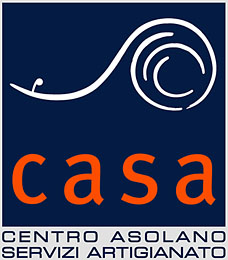 casa
CENTRO ASOLANO
SERVIZI ARTIGIANATO